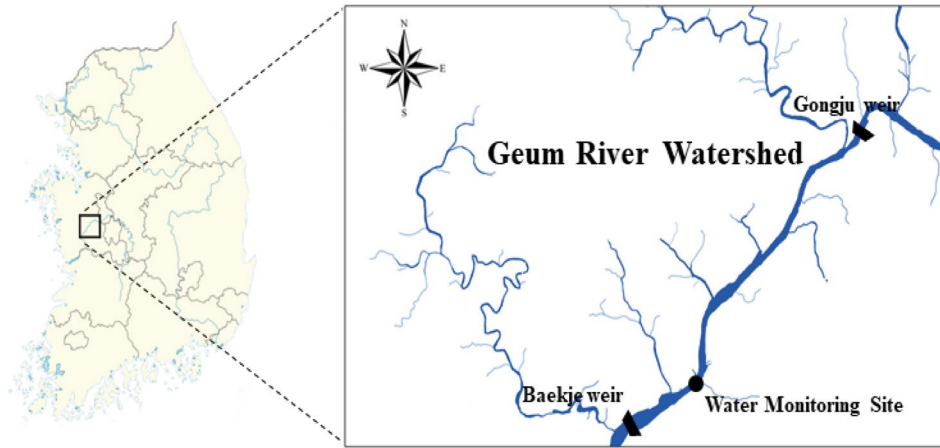 N
W E
S
Gongju weir
Geum River Watershed
Baekje weir
Water Monitoring Site